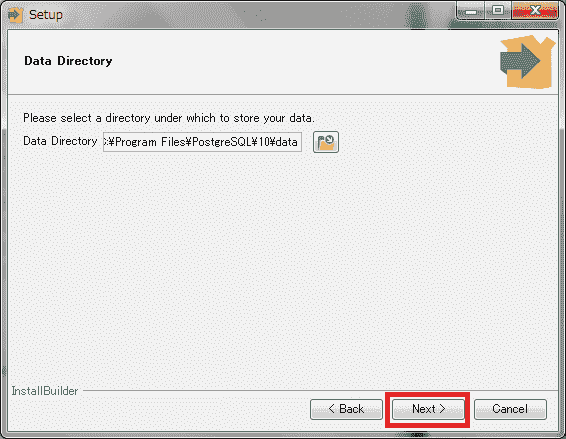 Setup
Data Directory
Please select a directory under which to store your data.
Data Directory :¥Program Files¥PostgreSQL¥10¥data
InstallBuilder
< Back Next > Cancel